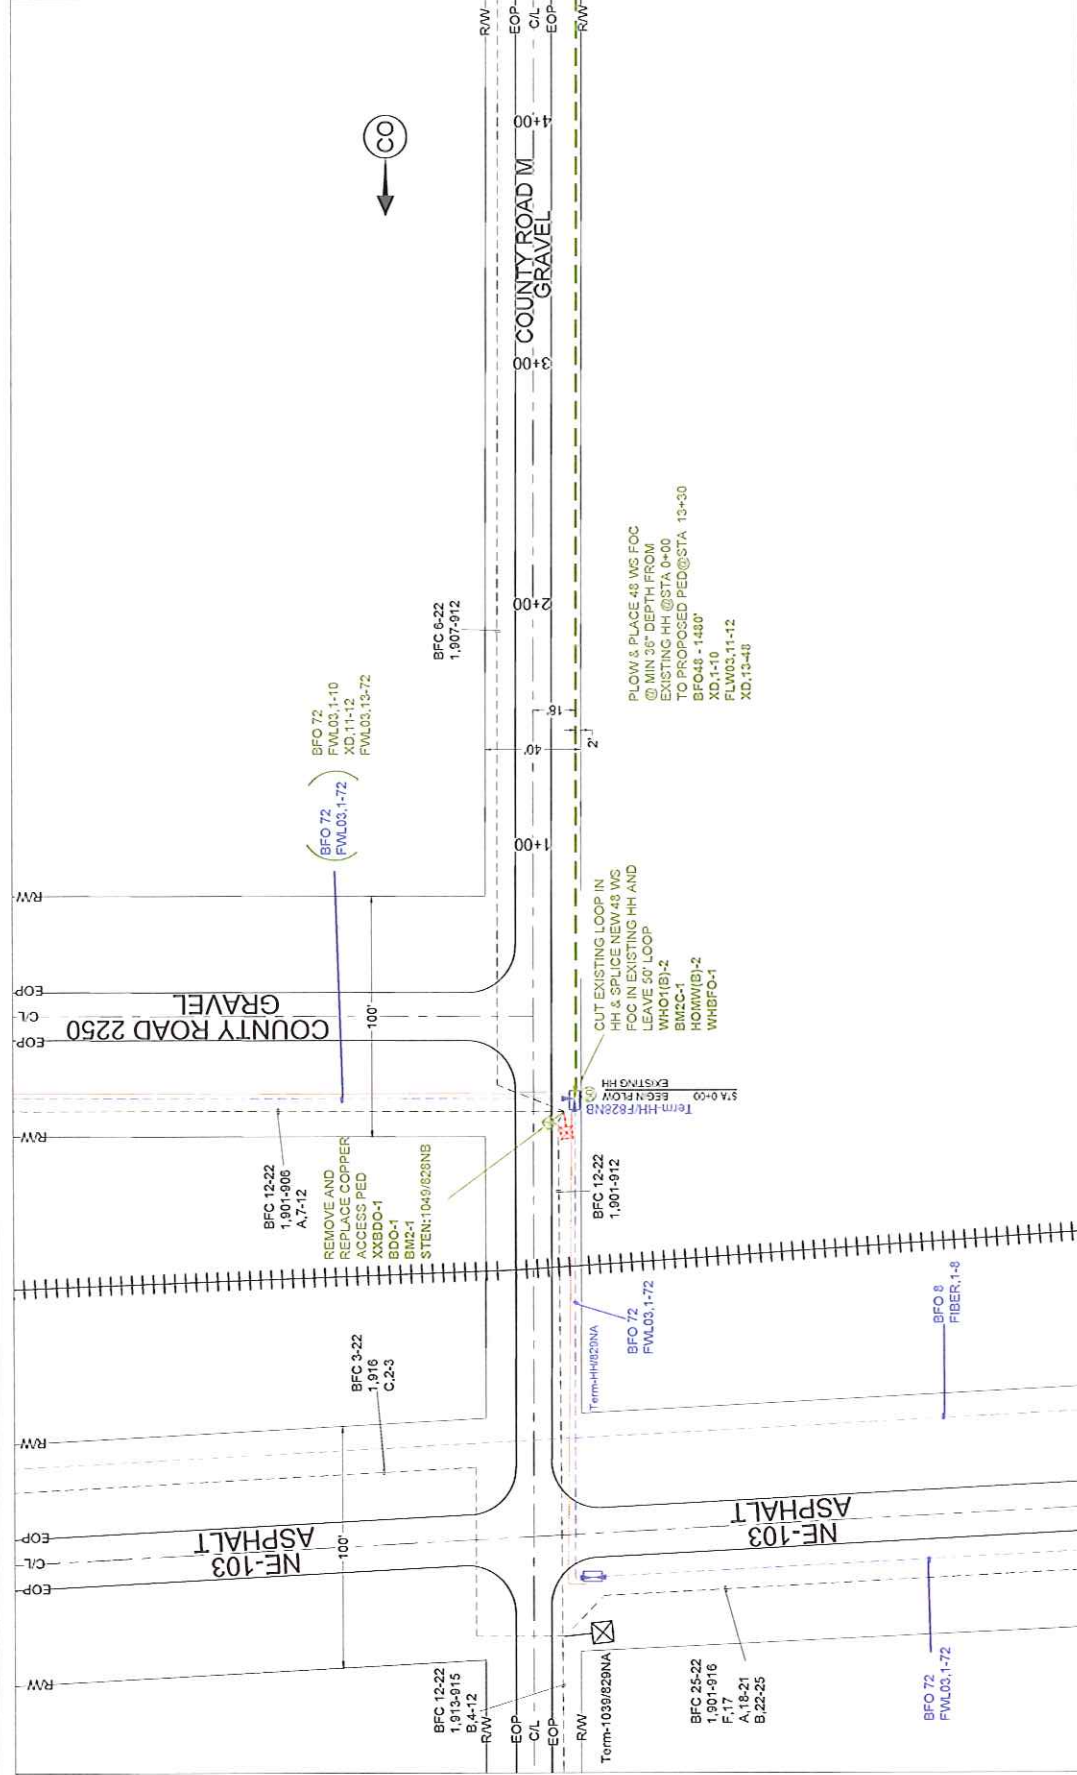 R/W
EOP
C/L
EOP
R/W
CO
4+00
COUNTY ROAD M
GRAVEL
3+00
2+00
1+00
BFC 6-22
1,907-912
PLOW & PLACE 48 WS FOC
@ MIN 36" DEPTH FROM
EXISTING HH @STA 0+00
TO PROPOSED PED@STA 13+30
BFO48 - 1480'
XD,1-10
FLW03,11-12
XD,13-48
16'
40'
2'
BFO 72
FWL03,1-10
XD,11-12
FWL03,13-72
BFO 72
FWL03,1-72
R/W
EOP
C/L
EOP
R/W
COUNTY ROAD 2250
GRAVEL
100'
CUT EXISTING LOOP IN
HH & SPLICE NEW 48 WS
FOC IN EXISTING HH AND
LEAVE 50' LOOP
WHO1(B)-2
BM2C-1
HOMW(B)-2
WHBFO-1
STA 0+00
BEGIN PLOW
EXISTING HH
Term-HH/F828NB
BFC 12-22
1,901-906
A,7-12
REMOVE AND
REPLACE COPPER
ACCESS PED
XXBDO-1
BDO-1
BM2-1
STEN:1049/828NB
BFC 12-22
1,901-912
BFC 3-22
1,916
C,2-3
BFO 72
FWL03,1-72
Term-HH/829NA
BFO 8
FIBER,1-8
R/W
EOP
C/L
EOP
R/W
NE-103
ASPHALT
100'
NE-103
ASPHALT
BFC 12-22
1,913-915
B,4-12
R/W
EOP
C/L
EOP
R/W
Term-1039/829NA
BFC 25-22
1,901-916
F,17
A,18-21
B,22-25
BFO 72
FWL03,1-72